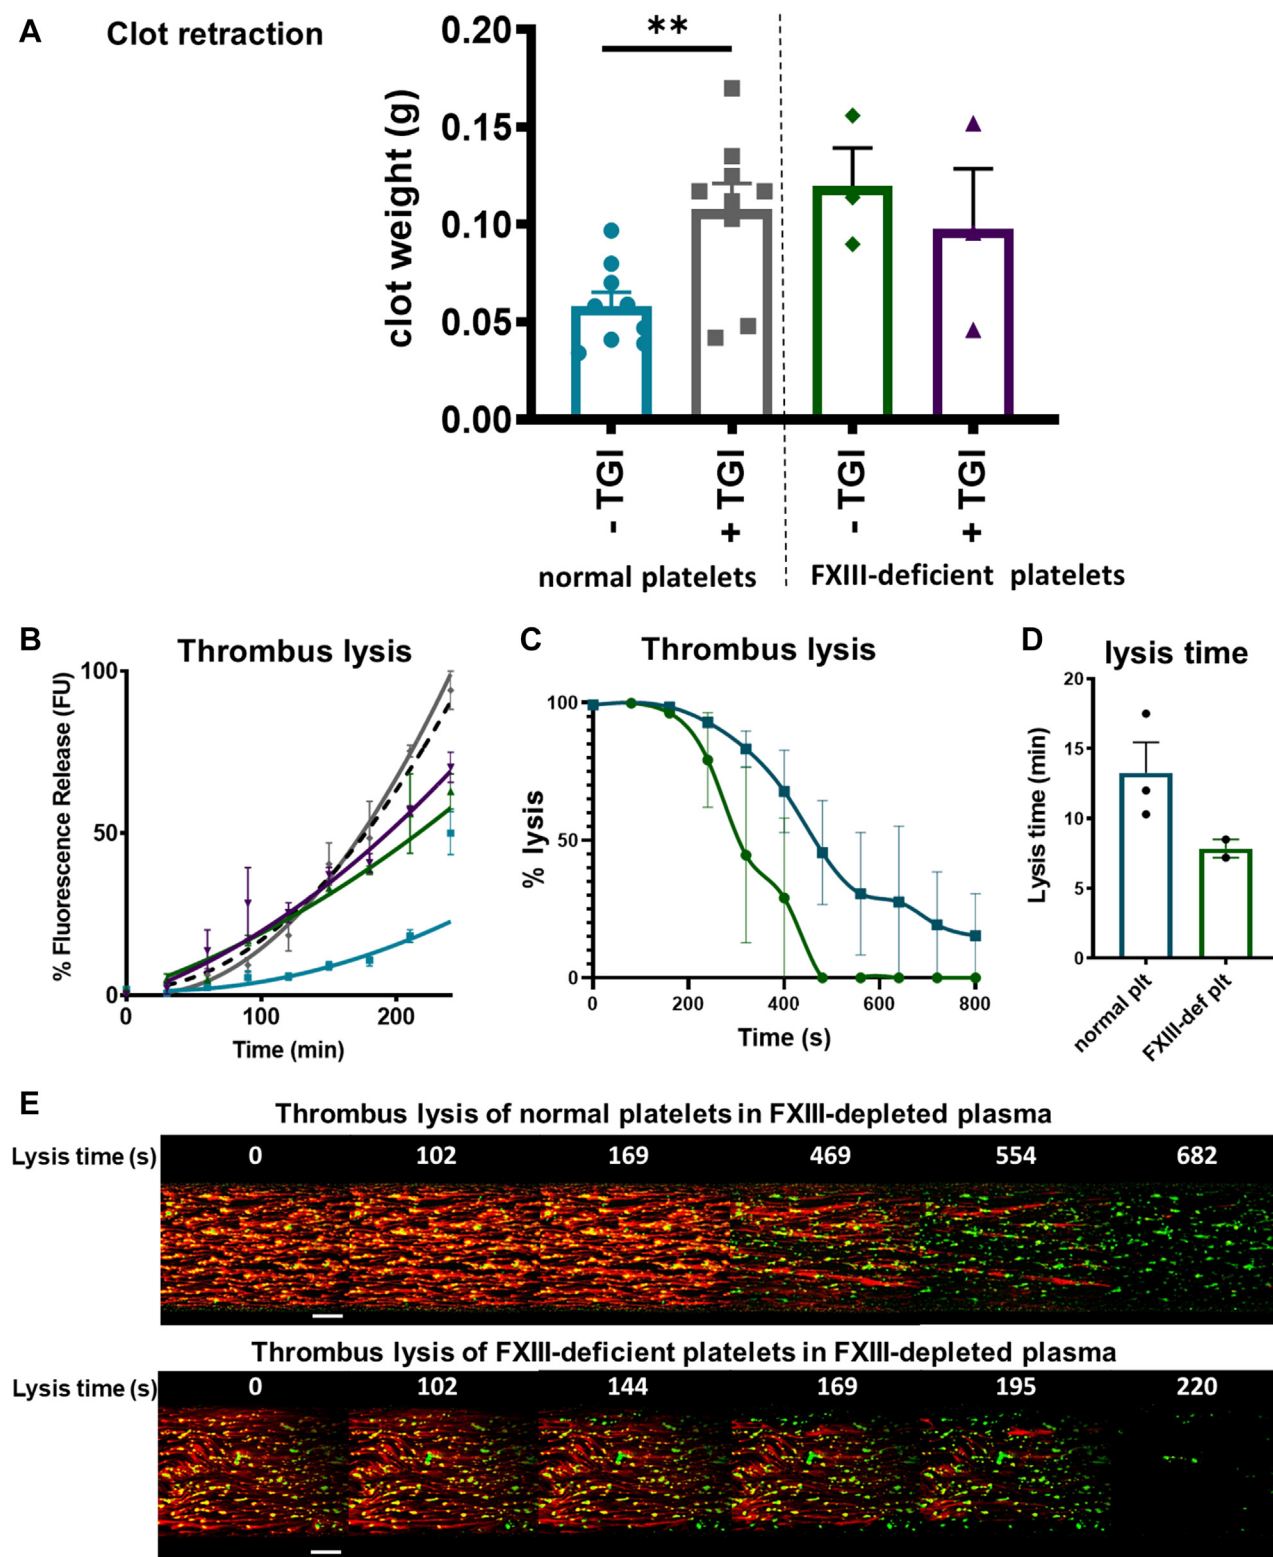 A
Clot retraction
**
clot weight (g)
0.20
0.15
0.10
0.05
0.00
- TGI
+ TGI
- TGI
+ TGI
normal platelets
FXIII-deficient platelets
B
Thrombus lysis
% Fluorescence Release (FU)
100
50
0
0
100
200
Time (min)
C
Thrombus lysis
% lysis
100
50
0
0
200
400
600
800
Time (s)
D
lysis time
Lysis time (min)
20
15
10
5
0
normal plt
FXIII-def plt
E
Thrombus lysis of normal platelets in FXIII-depleted plasma
Lysis time (s) 0 102 169 469 554 682
Thrombus lysis of FXIII-deficient platelets in FXIII-depleted plasma
Lysis time (s) 0 102 144 169 195 220